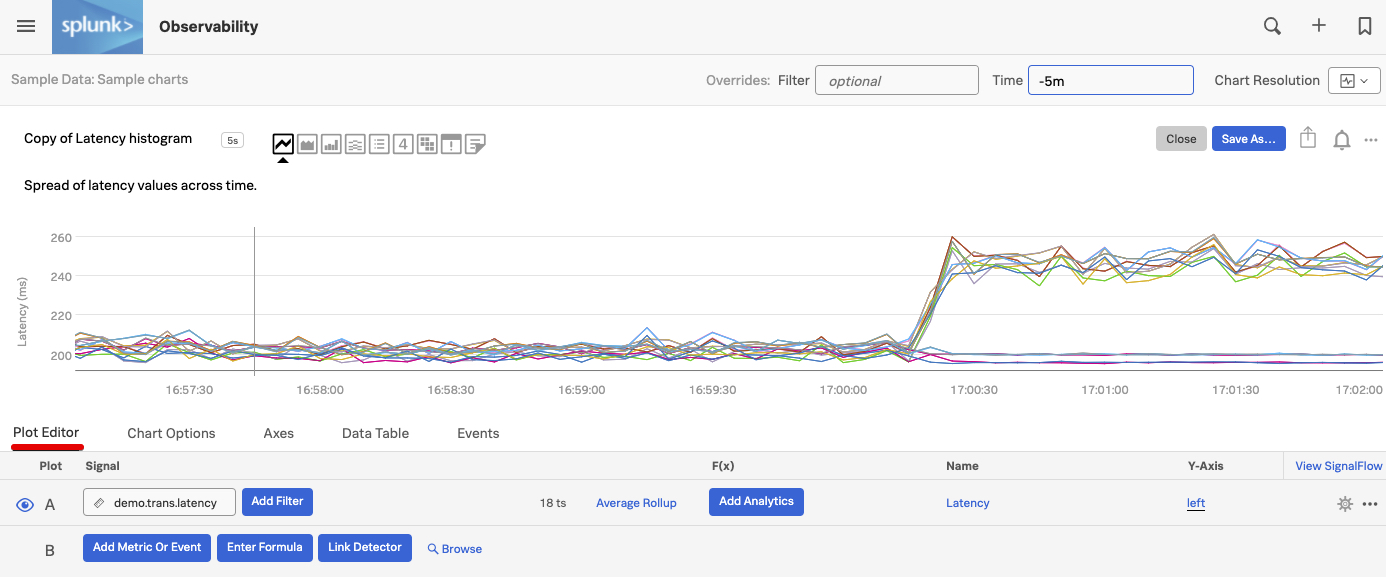 splunk> Observability
Sample Data: Sample charts Overrides: Filter optional Time -5m Chart Resolution
Copy of Latency histogram 5s 4 Close Save As...
Spread of latency values across time.
Latency (ms)
260
240
220
200
16:57:30 16:58:00 16:58:30 16:59:00 16:59:30 17:00:00 17:00:30 17:01:00 17:01:30 17:02:00
Plot Editor Chart Options Axes Data Table Events
Plot Signal F(x) Name Y-Axis View SignalFlow
A demo.trans.latency Add Filter 18 ts Average Rollup Add Analytics Latency left
B Add Metric Or Event Enter Formula Link Detector Browse